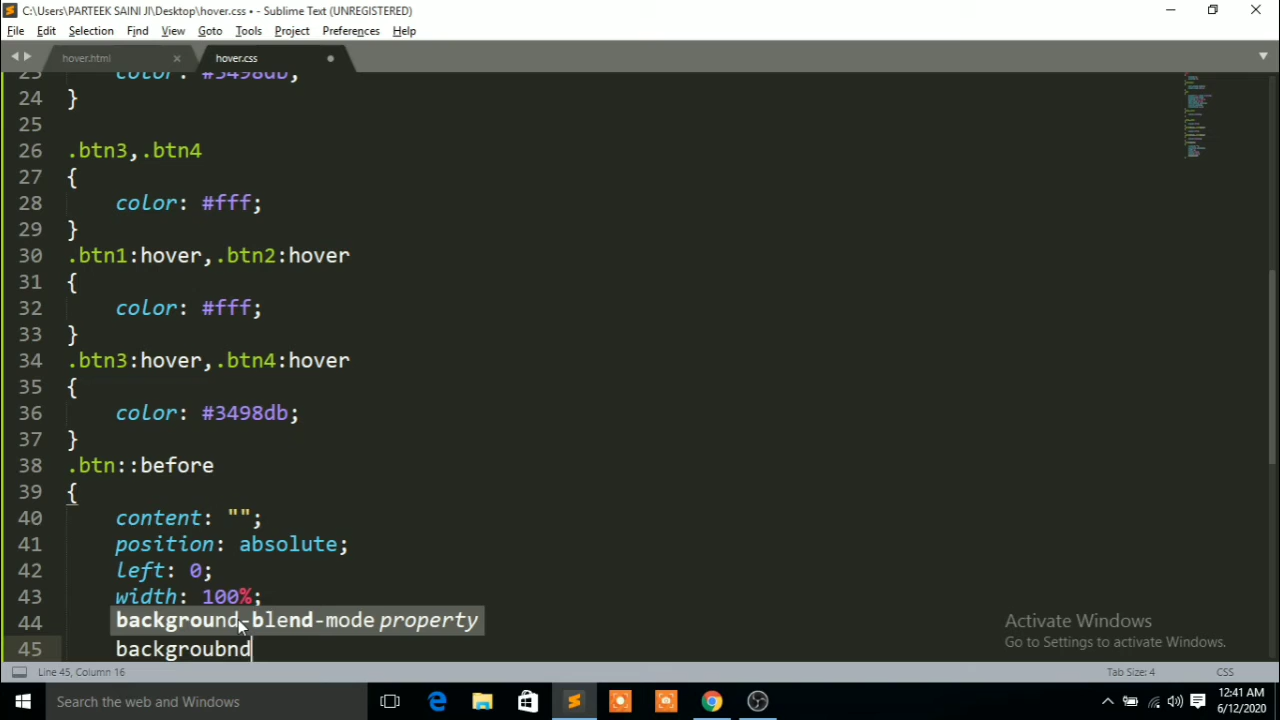 C:\Users\PARTEEK SAINI JI\Desktop\hover.css • - Sublime Text (UNREGISTERED)
File Edit Selection Find View Goto Tools Project Preferences Help
hover.html hover.css
23 color: #3498db;
24 }
25
26 .btn3,.btn4
27 {
28 color: #fff;
29 }
30 .btn1:hover,.btn2:hover
31 {
32 color: #fff;
33 }
34 .btn3:hover,.btn4:hover
35 {
36 color: #3498db;
37 }
38 .btn::before
39 {
40 content: "";
41 position: absolute;
42 left: 0;
43 width: 100%;
44 background-blend-mode property
45 backgroubnd
Activate Windows
Go to Settings to activate Windows.
Line 45, Column 16 Tab Size: 4 CSS
Search the web and Windows
12:41 AM
6/12/2020